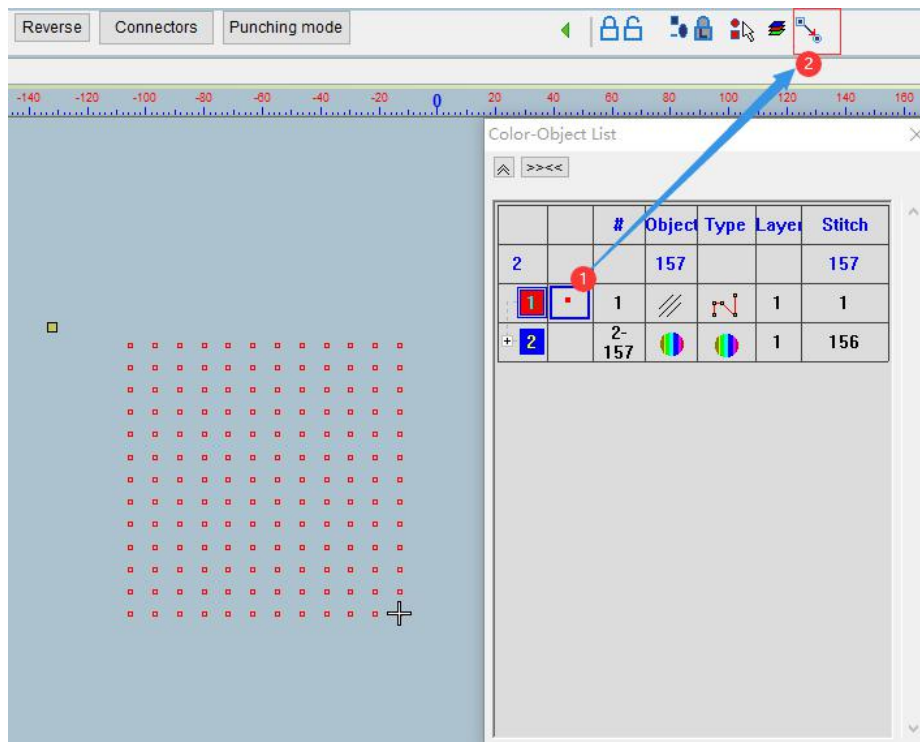 Reverse Connectors Punching mode
L
2
-140 -120 -100 -80 -60 -40 -20 0 20 40 60 80 100 120 140 160
Color-Object List
>><<
# Object Type Layer Stitch
2 157 157
1
1 1 1 1
2 2-157 1 156